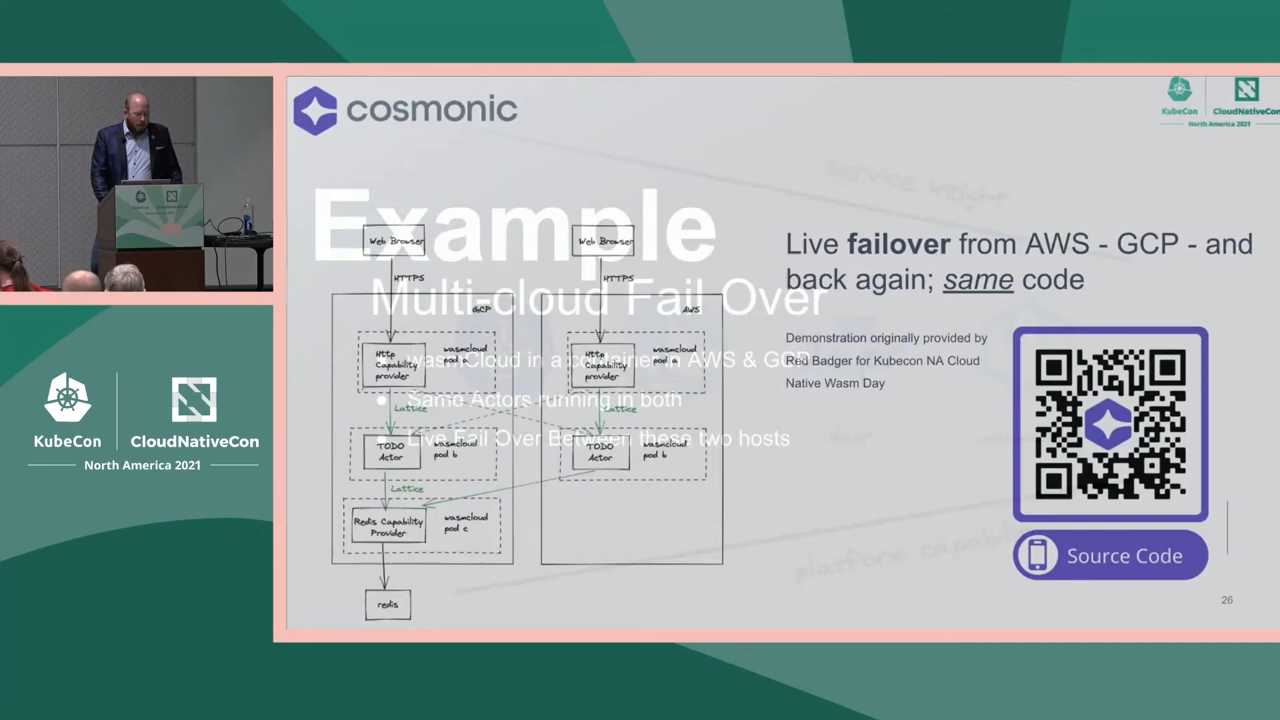 KubeCon
CloudNativeCon
North America 2021
cosmonic
KubeCon
CloudNativeCon
North America 2021
service weight
Example
Multi-cloud Fail Over
wasmCloud in a container in AWS & GCP
Same Actors running in both
Live Fail Over Between these two hosts
Web Browser
HTTPS
GCP
Http
Capability
provider
wasmcloud
pod a
Lattice
TODO
Actor
wasmcloud
pod b
Lattice
Redis Capability
Provider
wasmcloud
pod c
redis
Web Browser
HTTPS
AWS
Http
Capability
provider
wasmcloud
pod a
Lattice
TODO
Actor
wasmcloud
pod b
Live failover from AWS - GCP - and
back again; same code
Demonstration originally provided by
Red Badger for Kubecon NA Cloud
Native Wasm Day
Source Code
platform
26